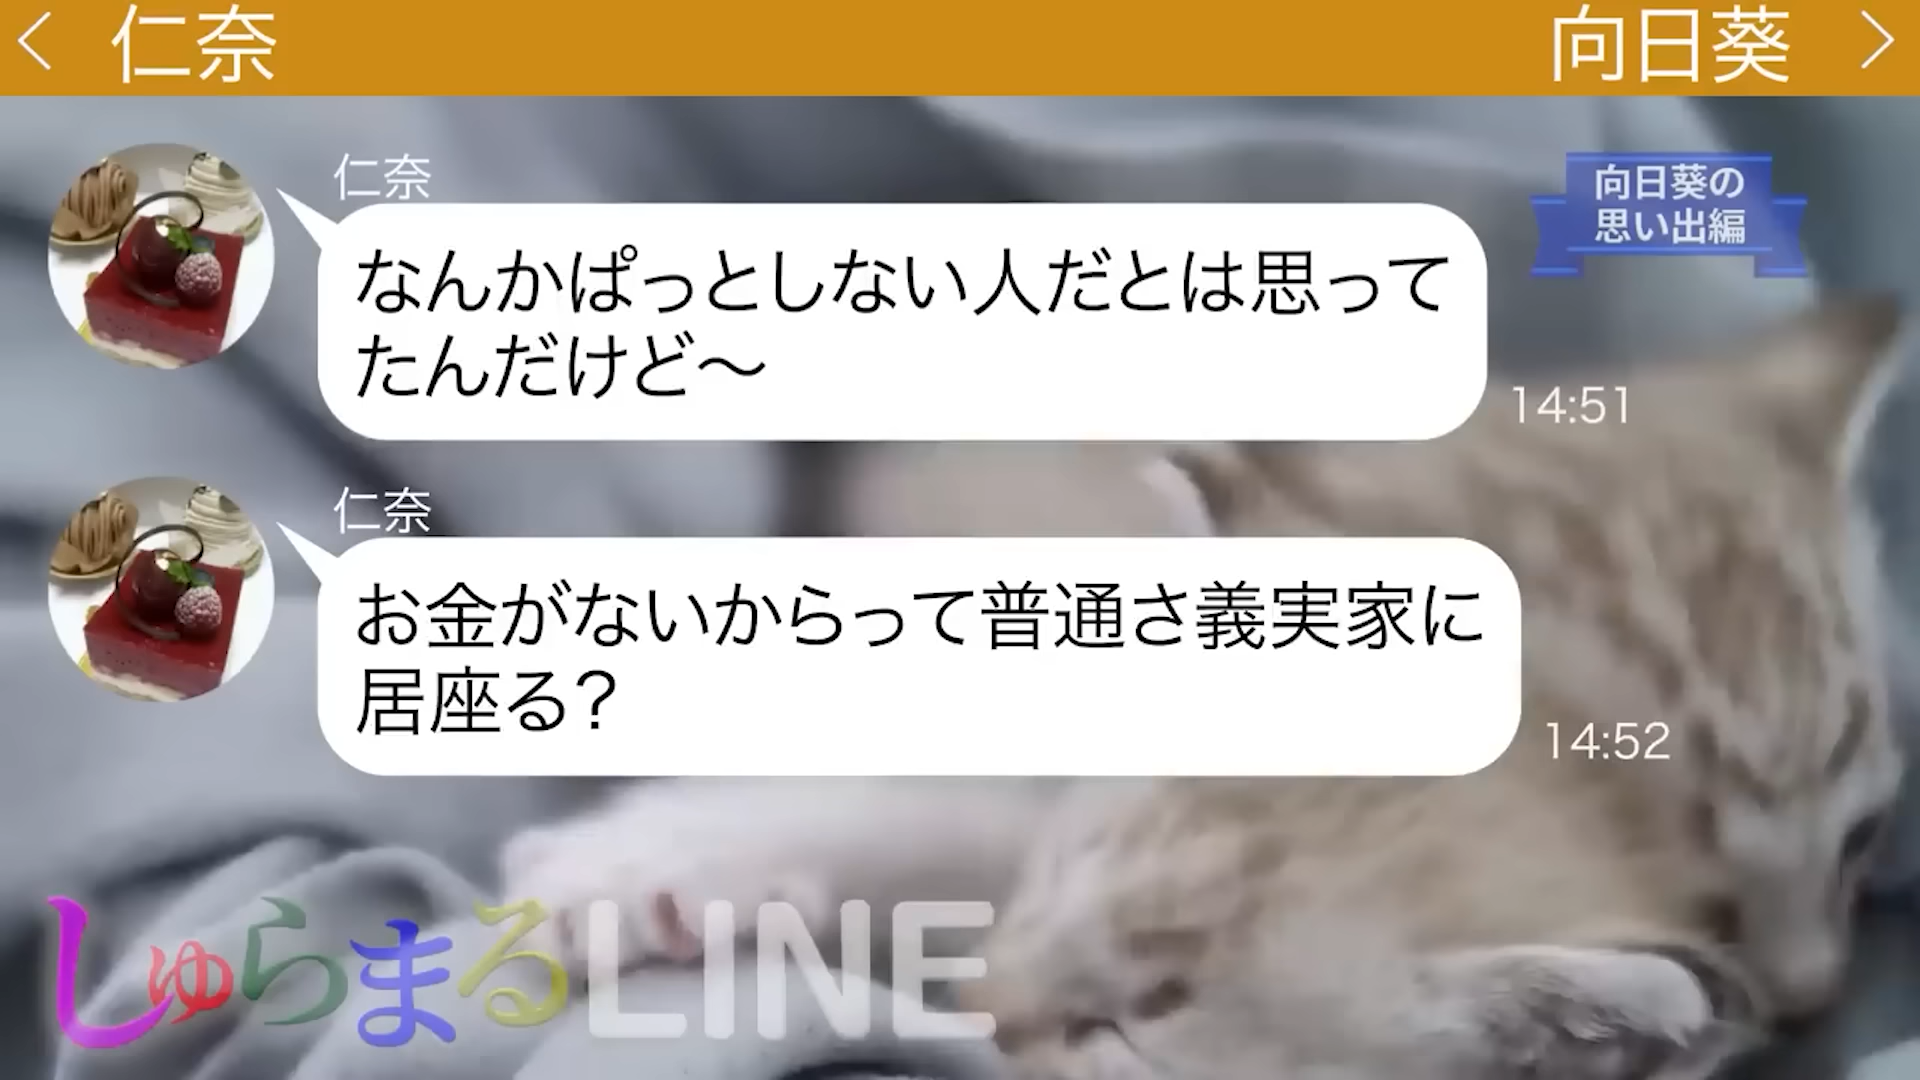 仁奈
向日葵
向日葵の
思い出編
仁奈
なんかぱっとしない人だとは思って
たんだけど〜
14:51
仁奈
お金がないからって普通さ義実家に
居座る？
14:52
しゅらまるLINE